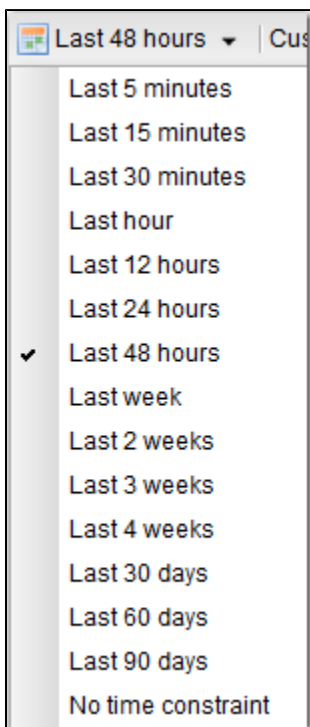 Last 48 hours Cus
Last 5 minutes
Last 15 minutes
Last 30 minutes
Last hour
Last 12 hours
Last 24 hours
Last 48 hours
Last week
Last 2 weeks
Last 3 weeks
Last 4 weeks
Last 30 days
Last 60 days
Last 90 days
No time constraint